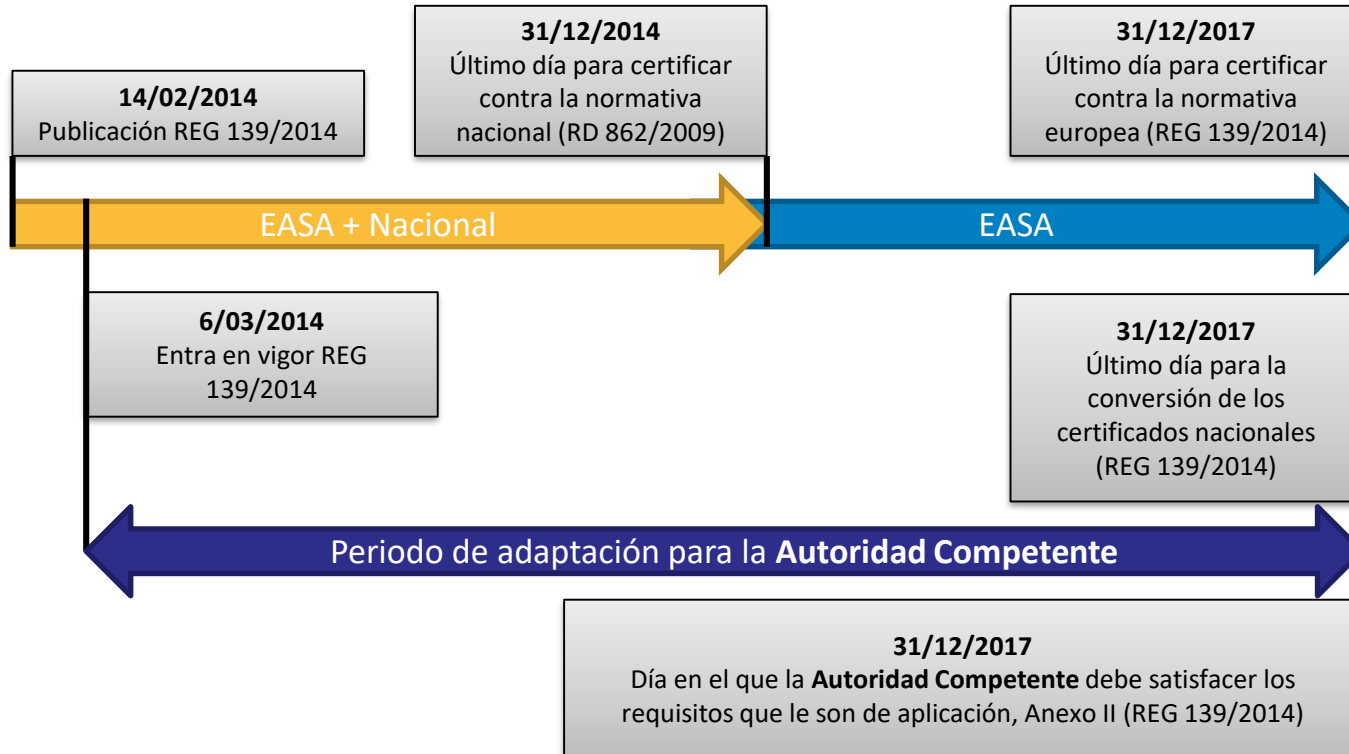 14/02/2014
Publicación REG 139/2014
31/12/2014
Último día para certificar
contra la normativa
nacional (RD 862/2009)
31/12/2017
Último día para certificar
contra la normativa
europea (REG 139/2014)
EASA + Nacional
EASA
6/03/2014
Entra en vigor REG
139/2014
31/12/2017
Último día para la
conversión de los
certificados nacionales
(REG 139/2014)
Periodo de adaptación para la Autoridad Competente
31/12/2017
Día en el que la Autoridad Competente debe satisfacer los
requisitos que le son de aplicación, Anexo II (REG 139/2014)